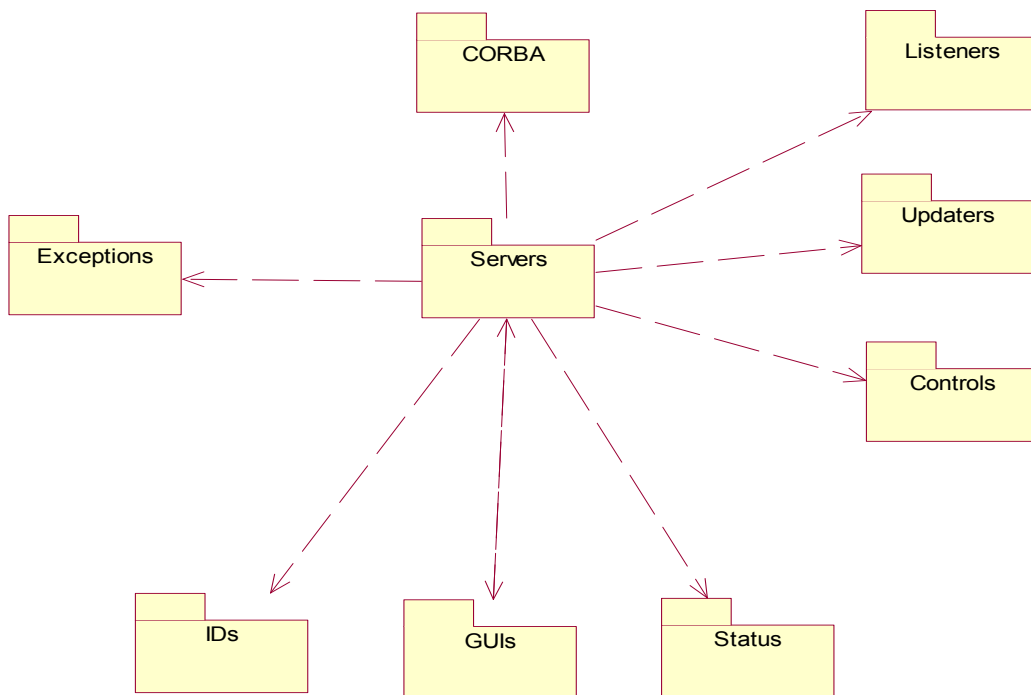 CORBA
Listeners
Updaters
Exceptions
Servers
Controls
IDs
GUIs
Status